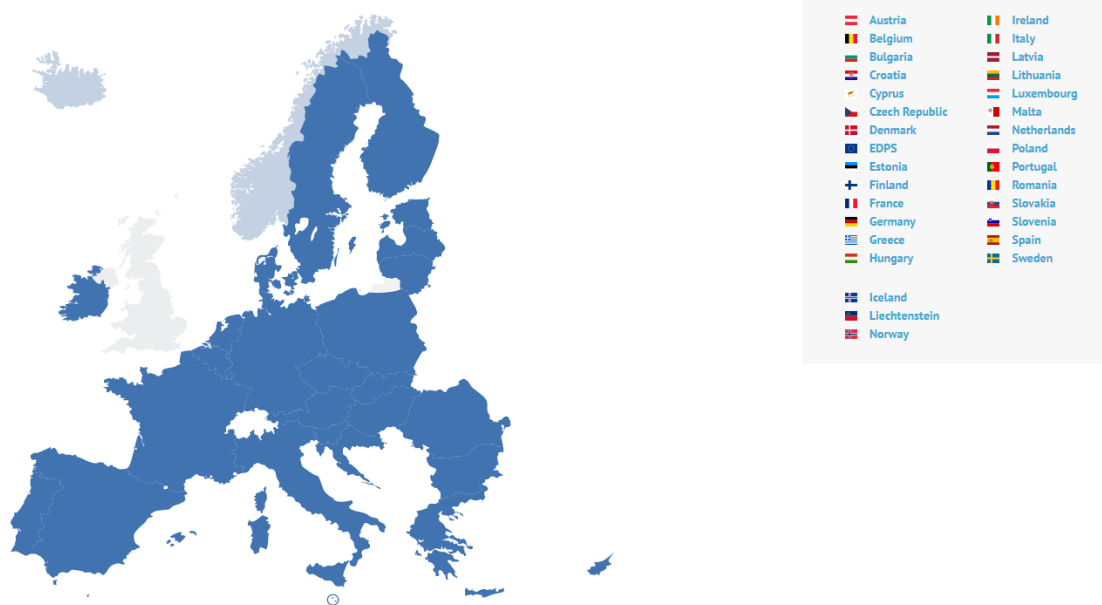 Austria
Belgium
Bulgaria
Croatia
Cyprus
Czech Republic
Denmark
EDPS
Estonia
Finland
France
Germany
Greece
Hungary
Ireland
Italy
Latvia
Lithuania
Luxembourg
Malta
Netherlands
Poland
Portugal
Romania
Slovakia
Slovenia
Spain
Sweden
Iceland
Liechtenstein
Norway